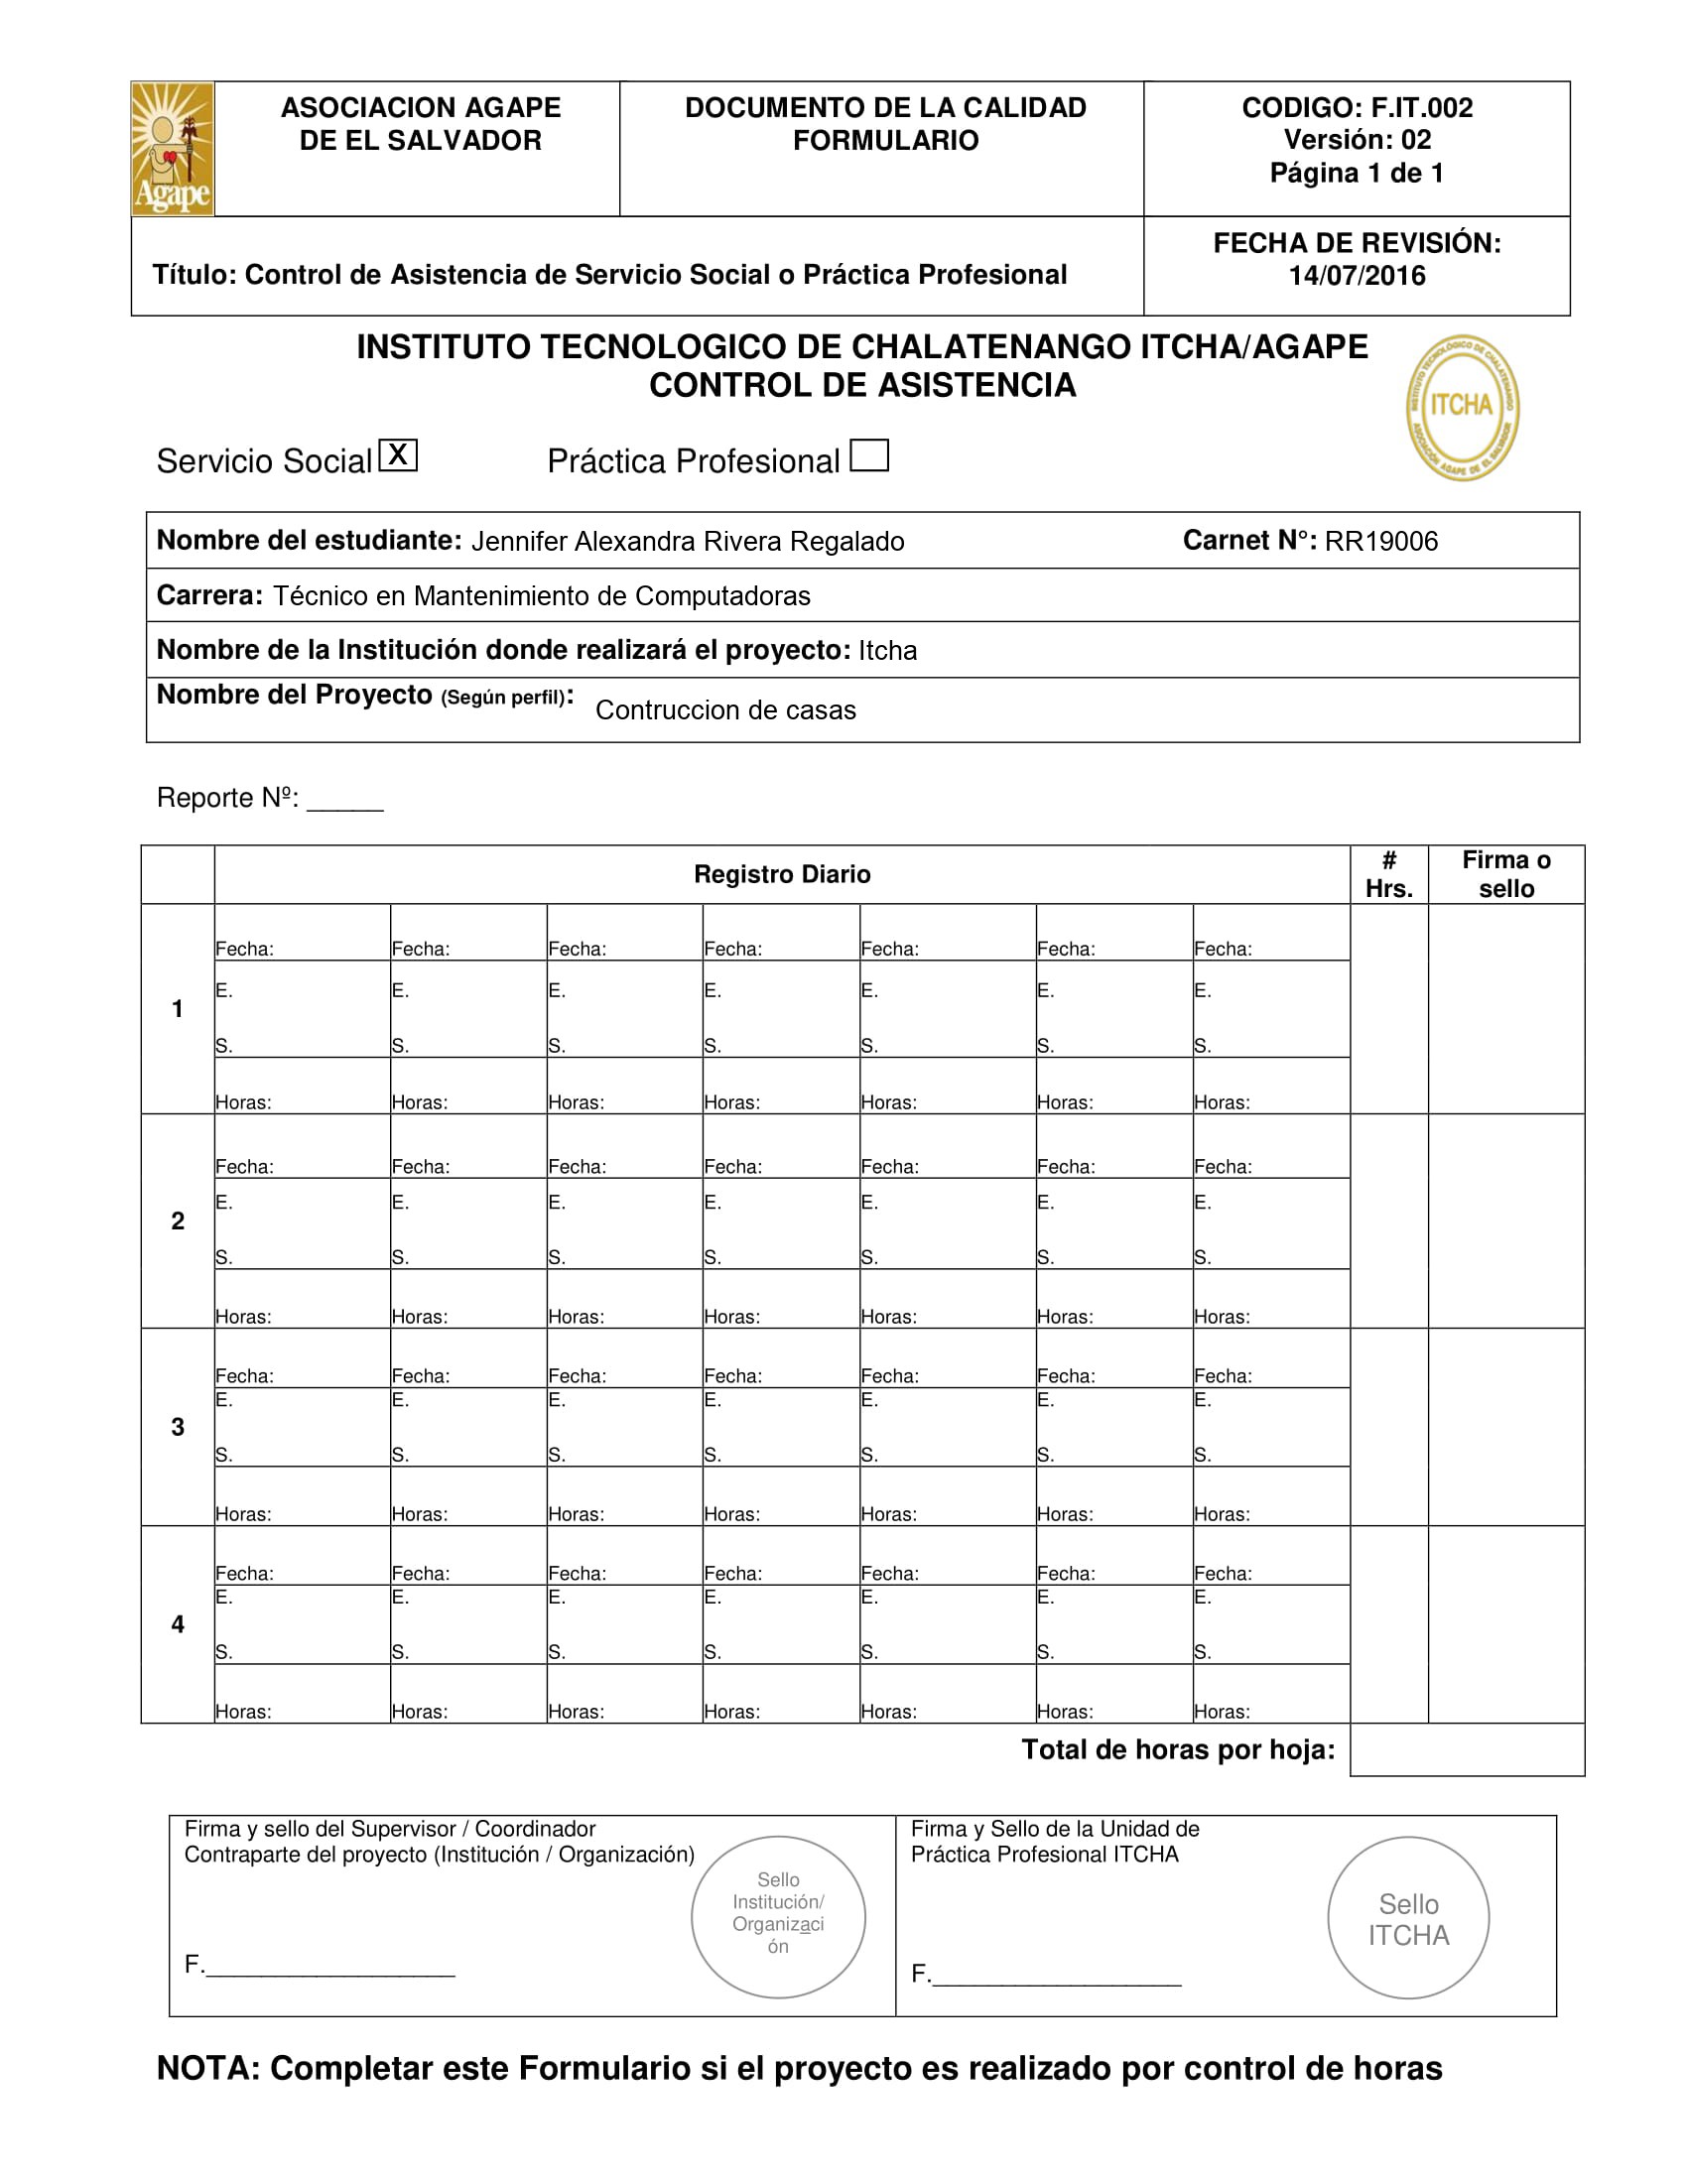 Agape
ASOCIACION AGAPE
DE EL SALVADOR
DOCUMENTO DE LA CALIDAD
FORMULARIO
CODIGO: F.IT.002
Versión: 02
Página 1 de 1
Título: Control de Asistencia de Servicio Social o Práctica Profesional
FECHA DE REVISIÓN:
14/07/2016
INSTITUTO TECNOLOGICO DE CHALATENANGO ITCHA/AGAPE
CONTROL DE ASISTENCIA
INSTITUTO TECNOLÓGICO DE CHALATENANGO
ITCHA
ASOCIACIÓN AGAPE DE EL SALVADOR
Servicio Social X Práctica Profesional
Nombre del estudiante: Jennifer Alexandra Rivera Regalado Carnet N°: RR19006
Carrera: Técnico en Mantenimiento de Computadoras
Nombre de la Institución donde realizará el proyecto: Itcha
Nombre del Proyecto (Según perfil): Contruccion de casas
Reporte Nº: _____
Registro Diario # Hrs. Firma o sello
1
Fecha: Fecha: Fecha: Fecha: Fecha: Fecha: Fecha:
E. E. E. E. E. E. E.
S. S. S. S. S. S. S.
Horas: Horas: Horas: Horas: Horas: Horas: Horas:
2
Fecha: Fecha: Fecha: Fecha: Fecha: Fecha: Fecha:
E. E. E. E. E. E. E.
S. S. S. S. S. S. S.
Horas: Horas: Horas: Horas: Horas: Horas: Horas:
3
Fecha: Fecha: Fecha: Fecha: Fecha: Fecha: Fecha:
E. E. E. E. E. E. E.
S. S. S. S. S. S. S.
Horas: Horas: Horas: Horas: Horas: Horas: Horas:
4
Fecha: Fecha: Fecha: Fecha: Fecha: Fecha: Fecha:
E. E. E. E. E. E. E.
S. S. S. S. S. S. S.
Horas: Horas: Horas: Horas: Horas: Horas: Horas:
Total de horas por hoja:
Firma y sello del Supervisor / Coordinador
Contraparte del proyecto (Institución / Organización)
Sello
Institución/
Organizaci
ón
F.____________________
Firma y Sello de la Unidad de
Práctica Profesional ITCHA
Sello
ITCHA
F.____________________
NOTA: Completar este Formulario si el proyecto es realizado por control de horas